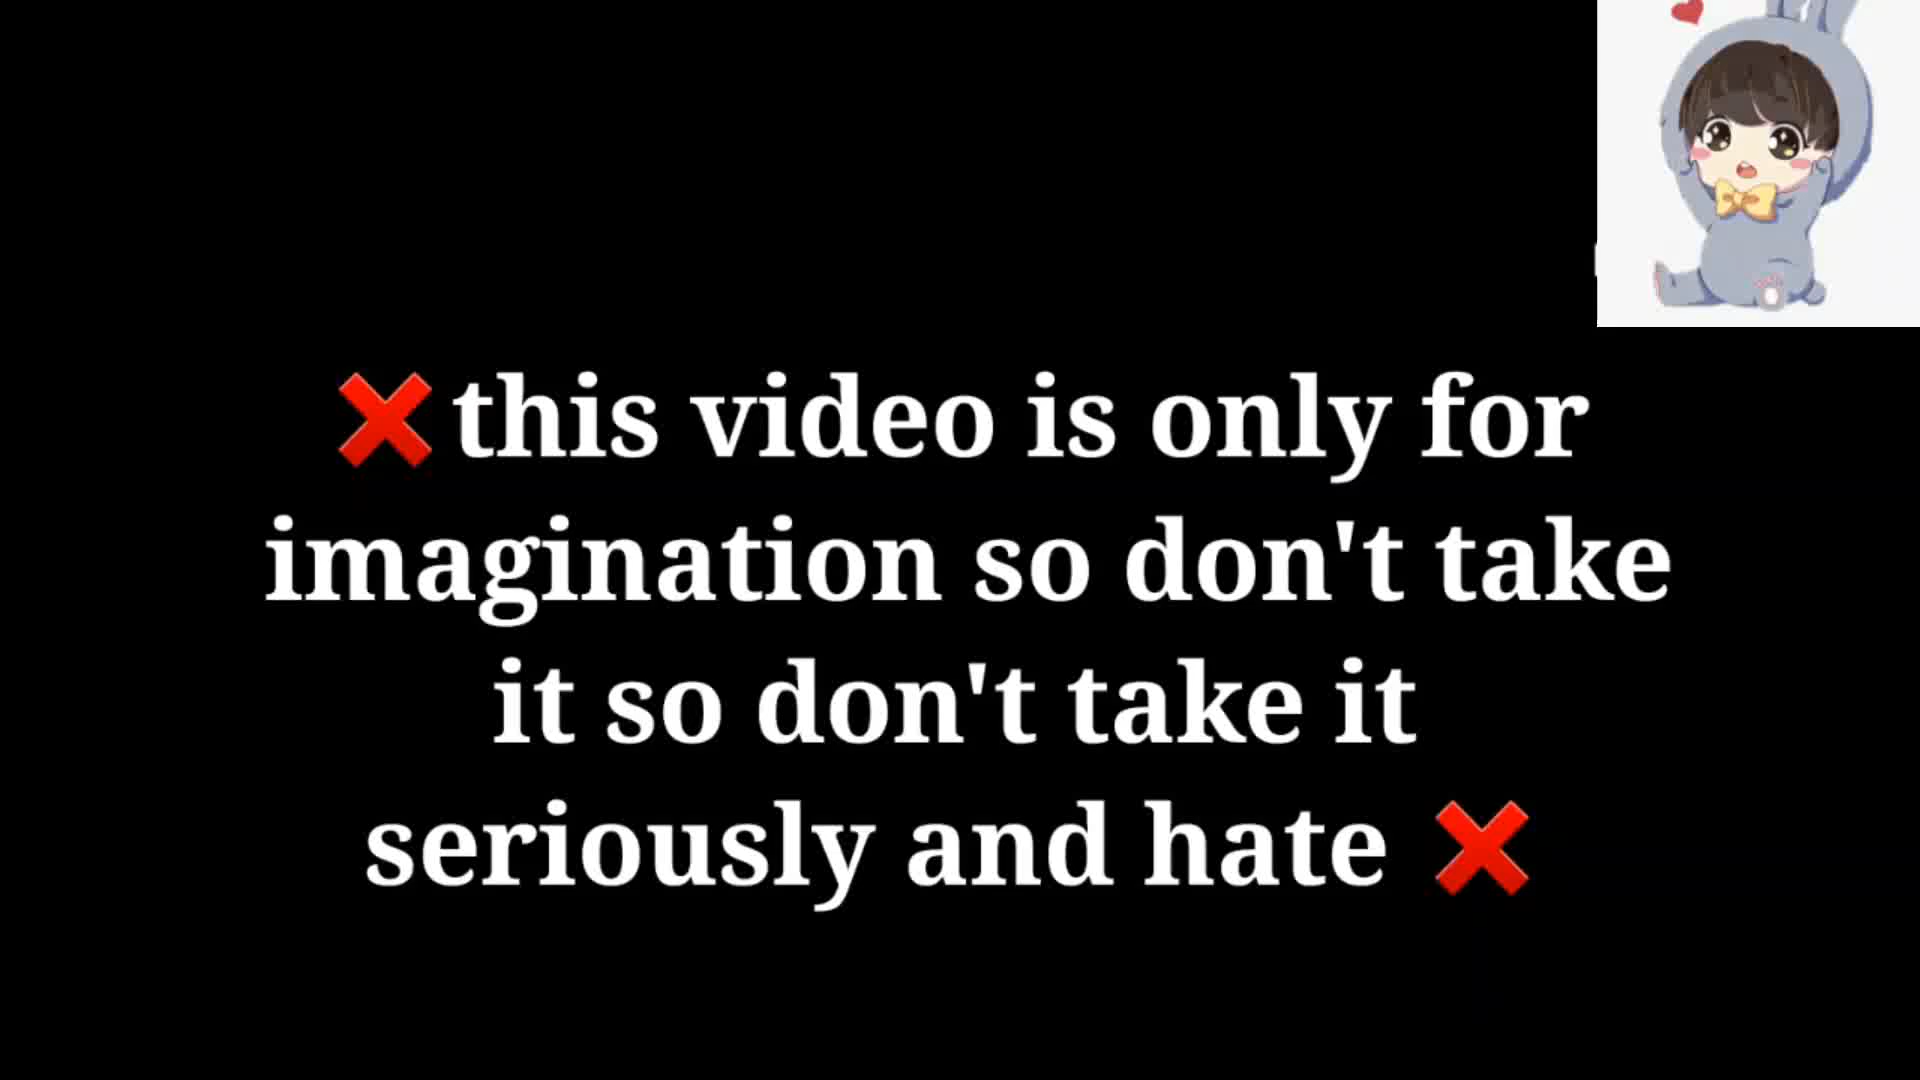 ❌this video is only for
imagination so don't take
it so don't take it
seriously and hate ❌